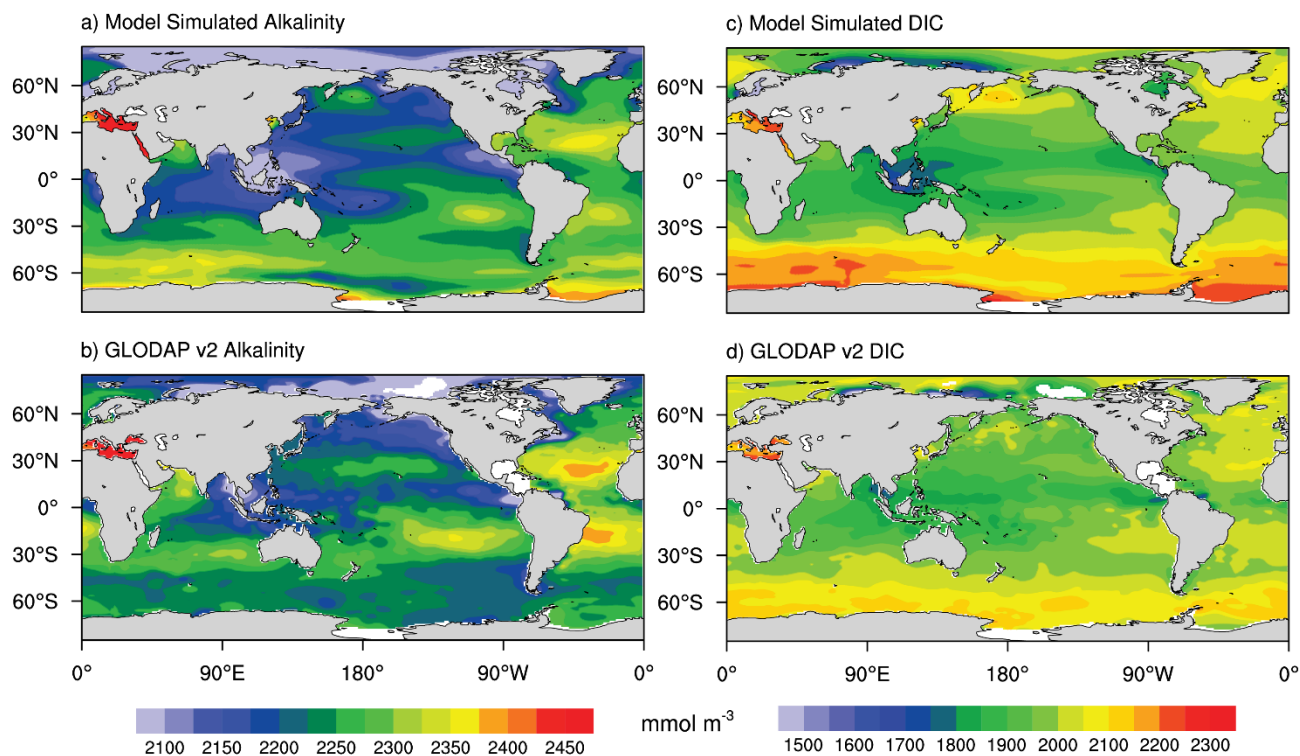 a) Model Simulated Alkalinity
60°N
30°N
0°
30°S
60°S
c) Model Simulated DIC
b) GLODAP v2 Alkalinity
60°N
30°N
0°
30°S
60°S
0°
90°E
180°
90°W
0°
d) GLODAP v2 DIC
0°
90°E
180°
90°W
0°
2100 2150 2200 2250 2300 2350 2400 2450
mmol m⁻³
1500 1600 1700 1800 1900 2000 2100 2200 2300